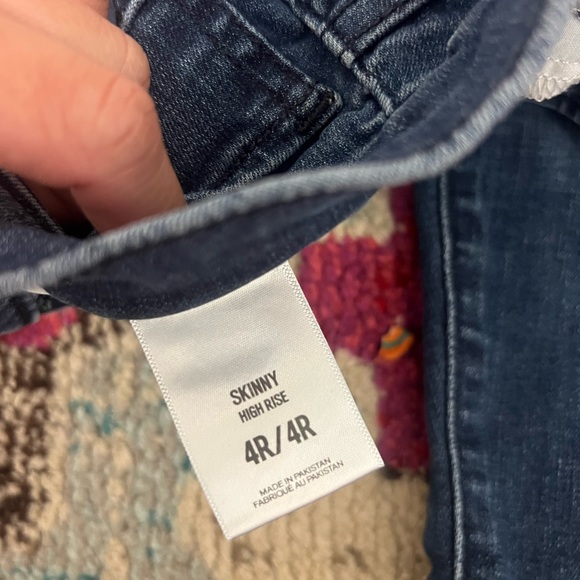 SKINNY
HIGH RISE
4R/4R
MADE IN PAKISTAN
FABRIQUÉ AU PAKISTAN